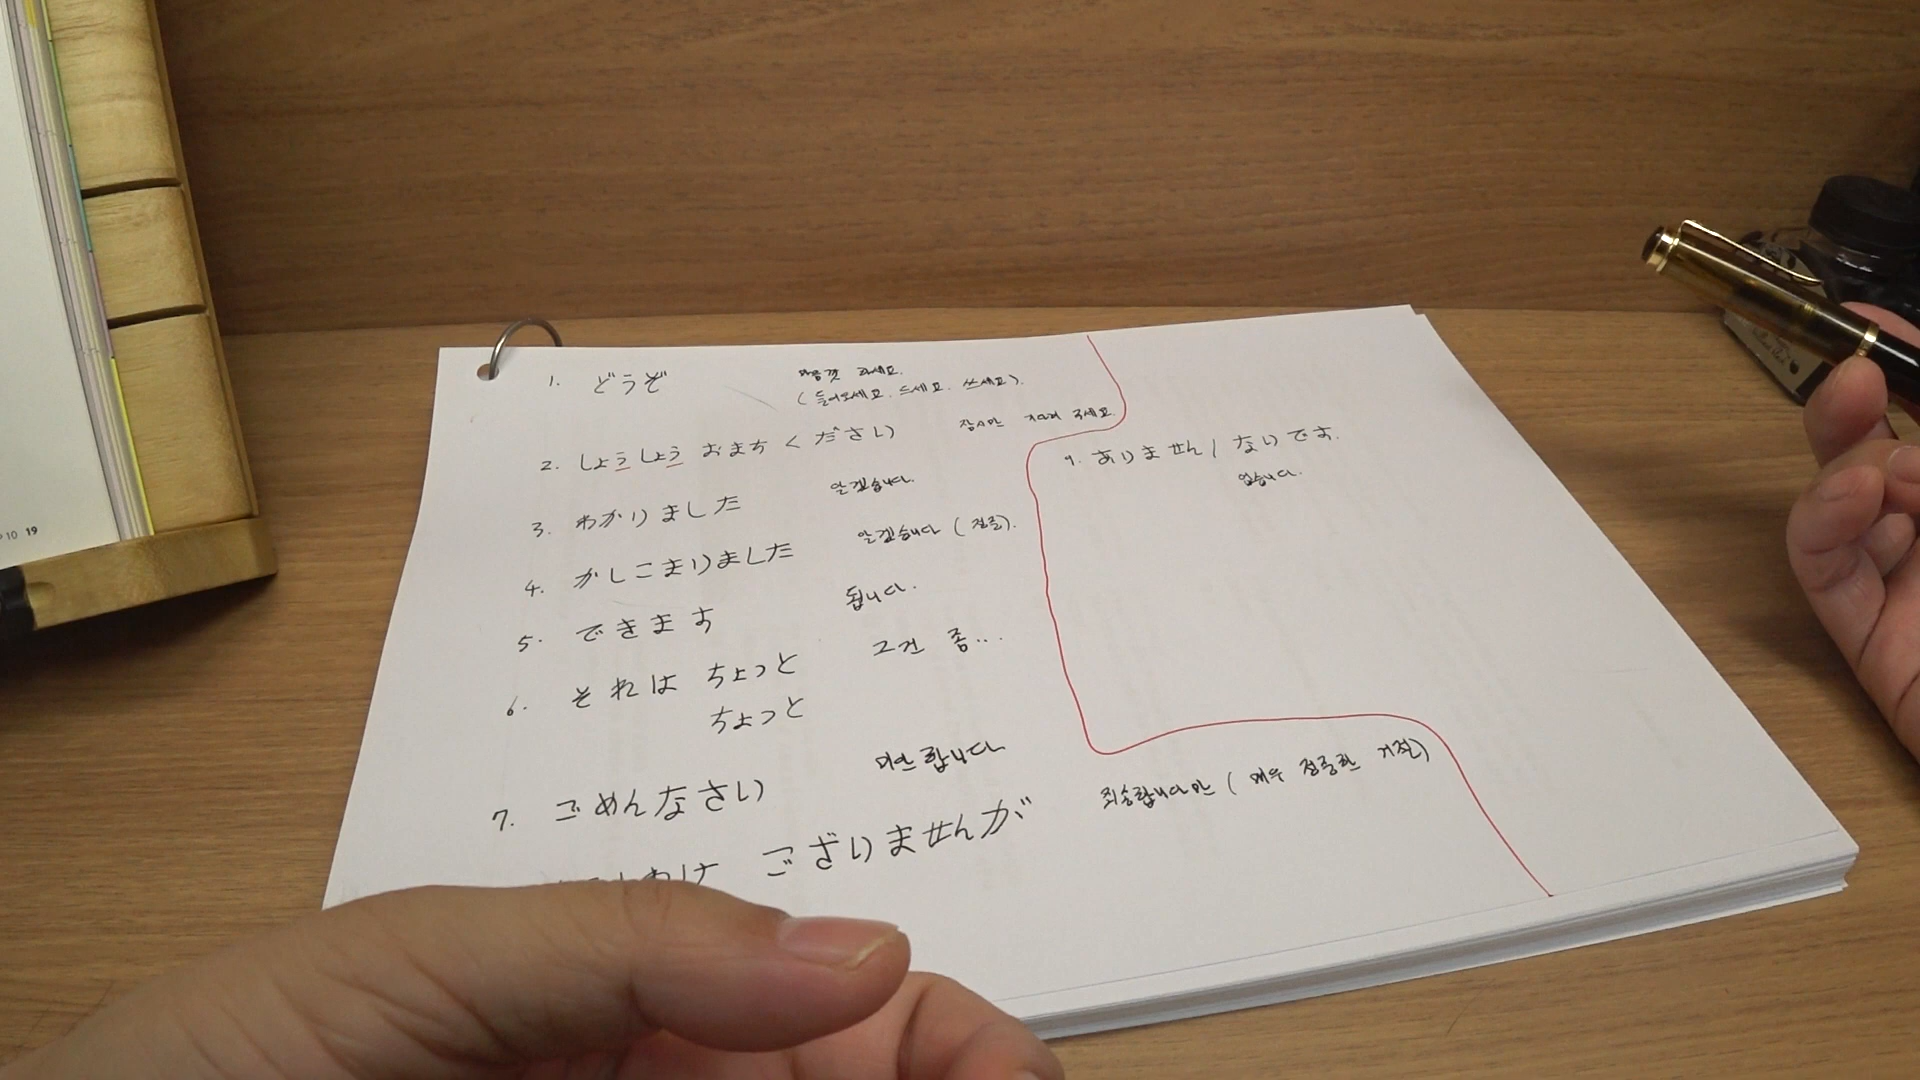 1. どうぞ
마음껏 하세요.
(들어오세요. 드세요. 쓰세요).
2. しょうしょう おまちください 잠시만 기다려 주세요.
3. わかりました 알겠습니다.
4. かしこまりました 알겠습니다 (정중).
5. できます 됩니다.
6. それは ちょっと 그건 좀...
ちょっと
7. ごめんなさい 미안합니다
わけ ございませんが 죄송합니다만 ( 매우 정중한 거절)
9. ありません / ないです.
없습니다.
P10 19